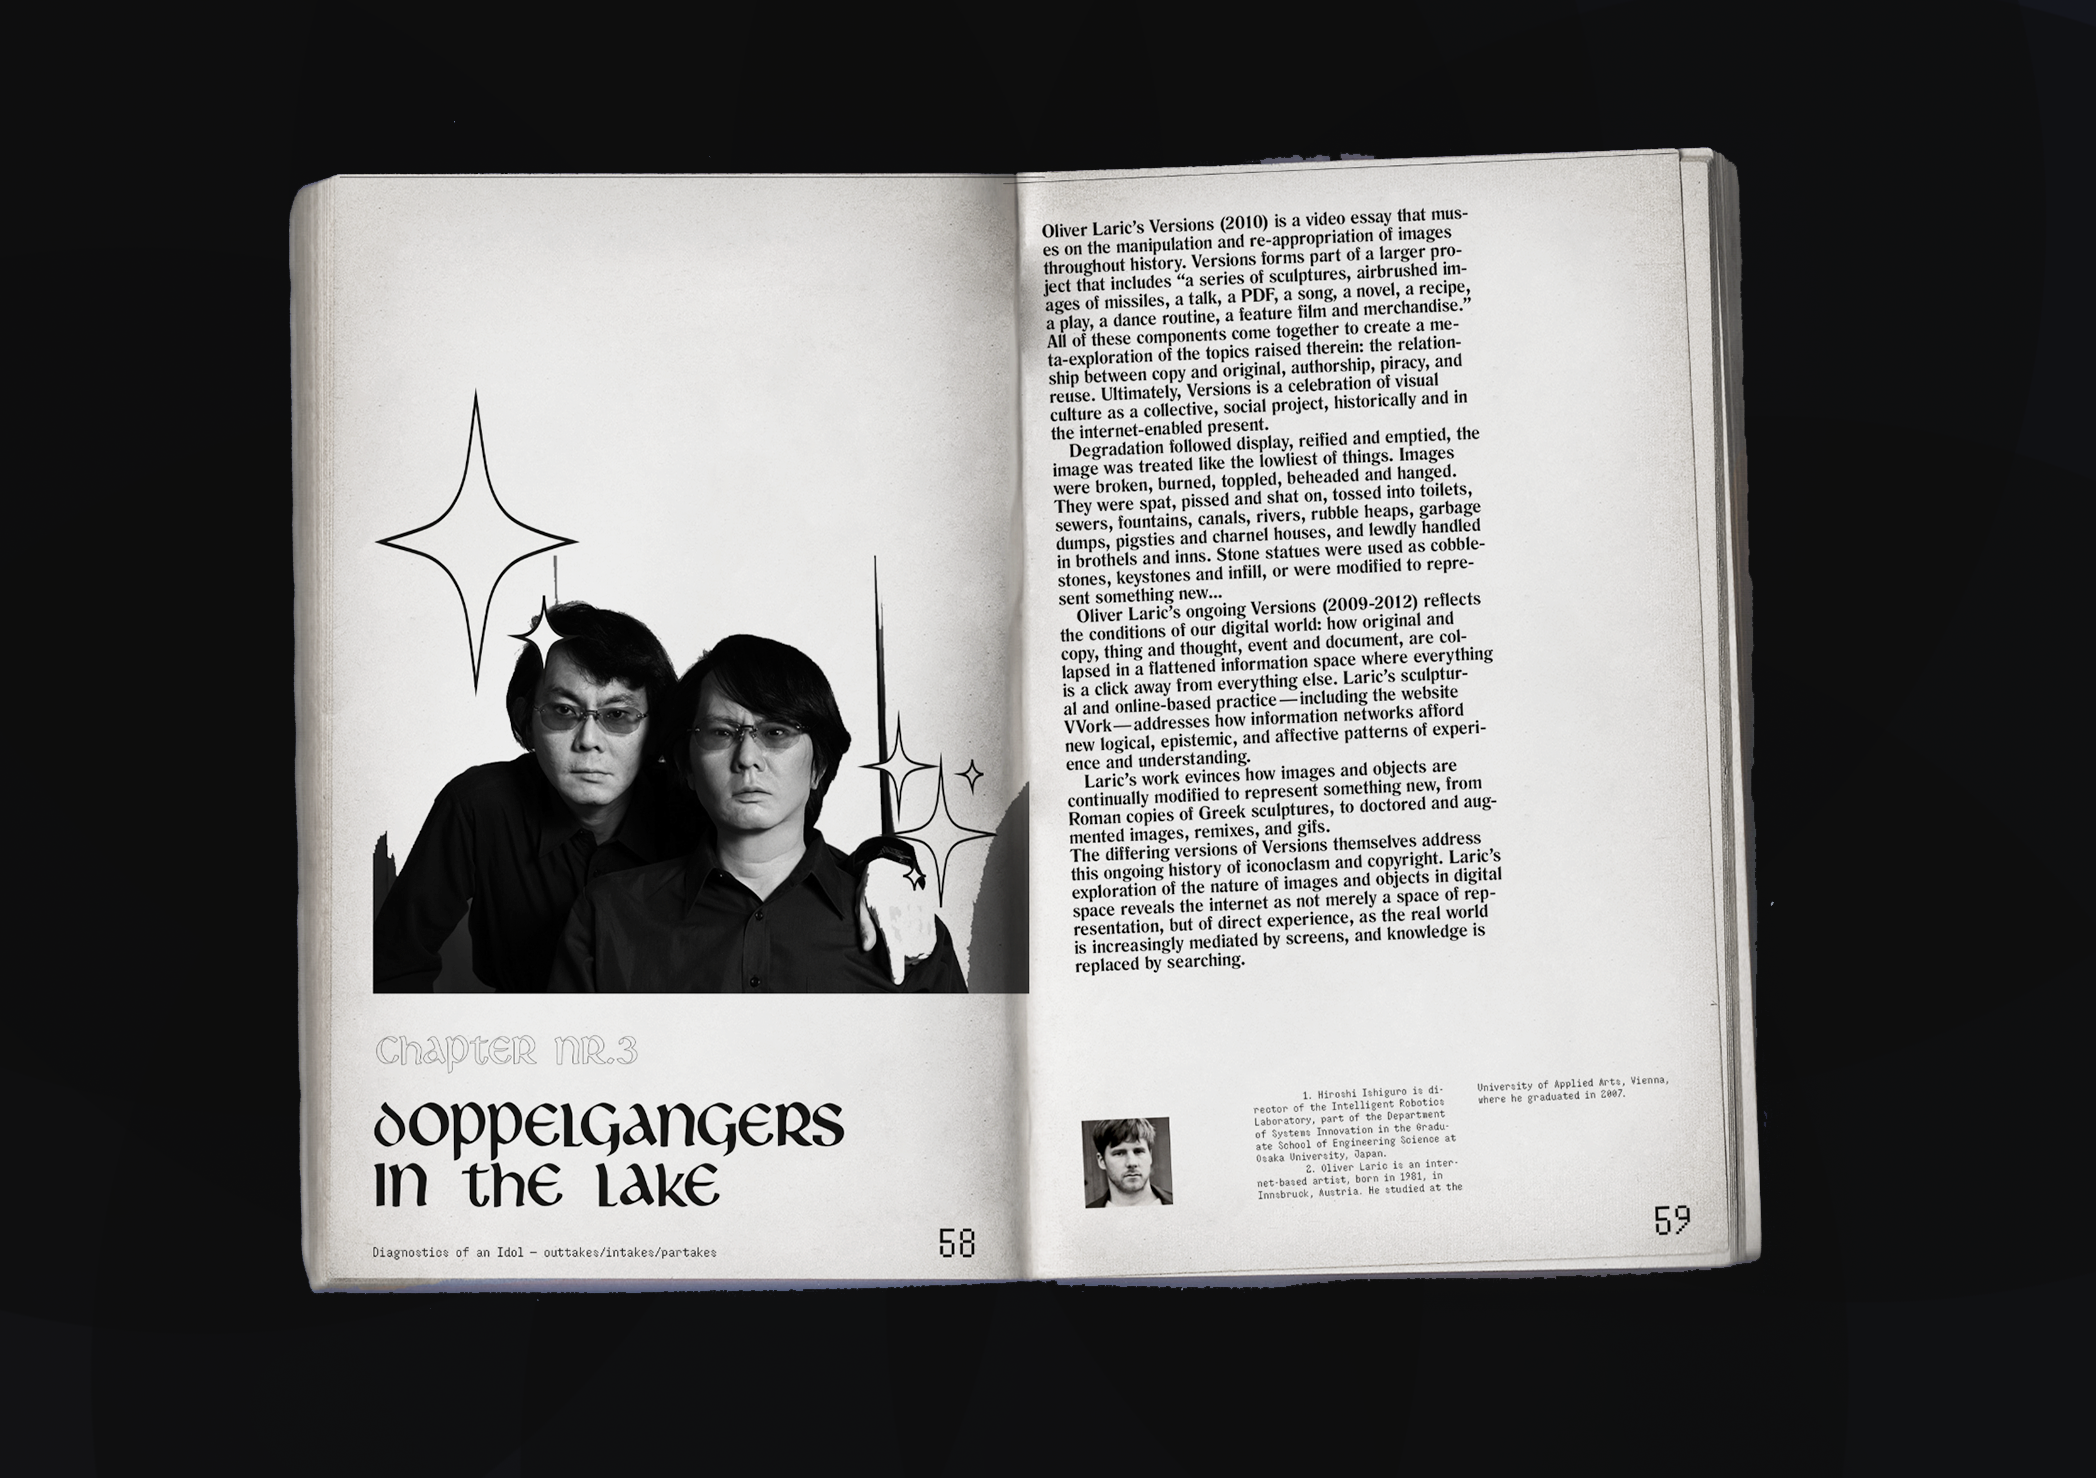 Chapter NR.3
DOPPELGANGERS
IN the LAKE
Diagnostics of an Idol — outtakes/intakes/partakes
58
Oliver Laric’s Versions (2010) is a video essay that mus-
es on the manipulation and re-appropriation of images
throughout history. Versions forms part of a larger pro-
ject that includes “a series of sculptures, airbrushed im-
ages of missiles, a talk, a PDF, a song, a novel, a recipe,
a play, a dance routine, a feature film and merchandise.”
All of these components come together to create a me-
ta-exploration of the topics raised therein: the relation-
ship between copy and original, authorship, piracy, and
reuse. Ultimately, Versions is a celebration of visual
culture as a collective, social project, historically and in
the internet-enabled present.
Degradation followed display, reified and emptied, the
image was treated like the lowliest of things. Images
were broken, burned, toppled, beheaded and hanged.
They were spat, pissed and shat on, tossed into toilets,
sewers, fountains, canals, rivers, rubble heaps, garbage
dumps, pigsties and charnel houses, and lewdly handled
in brothels and inns. Stone statues were used as cobble-
stones, keystones and infill, or were modified to repre-
sent something new...
Oliver Laric’s ongoing Versions (2009-2012) reflects
the conditions of our digital world: how original and
copy, thing and thought, event and document, are col-
lapsed in a flattened information space where everything
is a click away from everything else. Laric’s sculptur-
al and online-based practice—including the website
VVork—addresses how information networks afford
new logical, epistemic, and affective patterns of experi-
ence and understanding.
Laric’s work evinces how images and objects are
continually modified to represent something new, from
Roman copies of Greek sculptures, to doctored and aug-
mented images, remixes, and gifs.
The differing versions of Versions themselves address
this ongoing history of iconoclasm and copyright. Laric’s
exploration of the nature of images and objects in digital
space reveals the internet as not merely a space of rep-
resentation, but of direct experience, as the real world
is increasingly mediated by screens, and knowledge is
replaced by searching.
1. Hiroshi Ishiguro is di-
rector of the Intelligent Robotics
Laboratory, part of the Department
of Systems Innovation in the Gradu-
ate School of Engineering Science at
Osaka University, Japan.
2. Oliver Laric is an inter-
net-based artist, born in 1981, in
Innsbruck, Austria. He studied at the
University of Applied Arts, Vienna,
where he graduated in 2007.
59